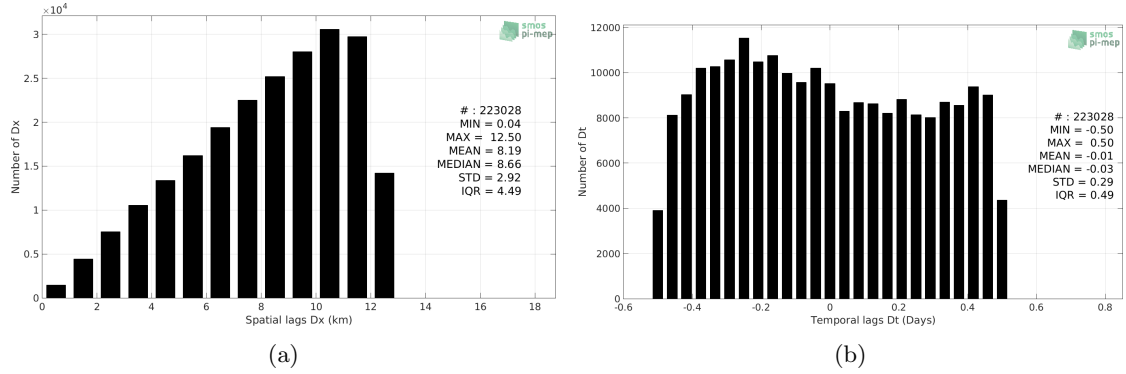 ×10⁴
3
2.5
2
1.5
1
0.5
0
Number of Dx
0 2 4 6 8 10 12 14 16 18
Spatial lags Dx (km)
smos
pi-mep
# : 223028
MIN = 0.04
MAX = 12.50
MEAN = 8.19
MEDIAN = 8.66
STD = 2.92
IQR = 4.49
(a)
12000
10000
8000
6000
4000
2000
0
Number of Dt
-0.6 -0.4 -0.2 0 0.2 0.4 0.6 0.8
Temporal lags Dt (Days)
smos
pi-mep
# : 223028
MIN = -0.50
MAX = 0.50
MEAN = -0.01
MEDIAN = -0.03
STD = 0.29
IQR = 0.49
(b)